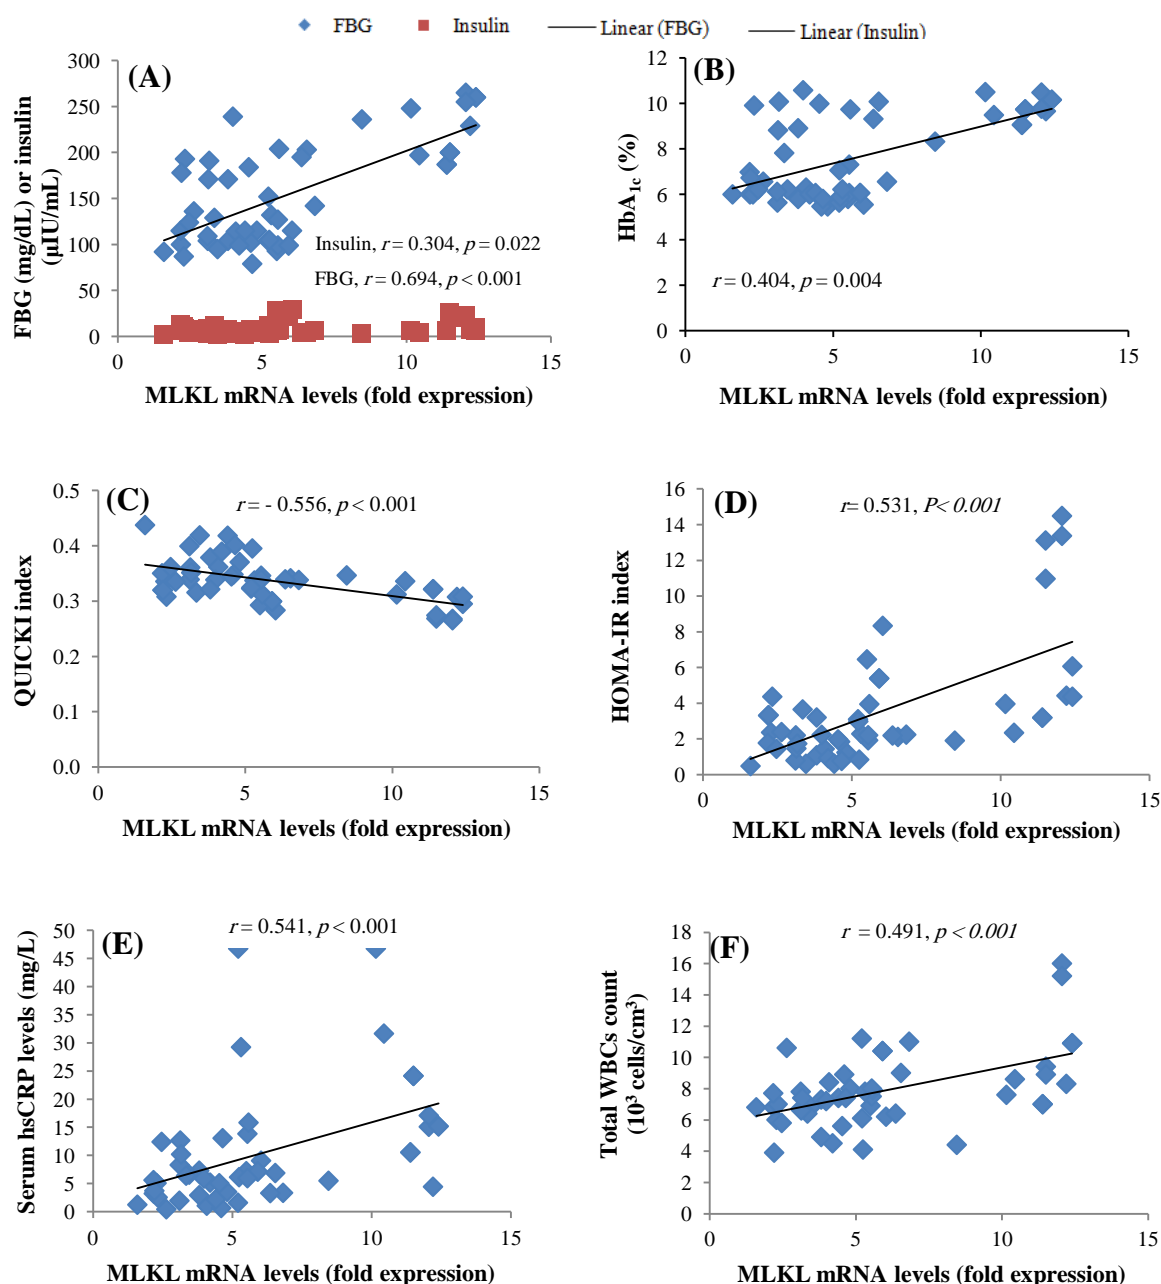 FBG Insulin Linear (FBG) Linear (Insulin)
(A)
FBG (mg/dL) or insulin
(µIU/mL)
300
250
200
150
100
50
0
Insulin, r = 0.304, p = 0.022
FBG, r = 0.694, p < 0.001
0 5 10 15
MLKL mRNA levels (fold expression)
(B)
HbA1c (%)
12
10
8
6
4
2
0
r = 0.404, p = 0.004
0 5 10 15
MLKL mRNA levels (fold expression)
(C)
r = - 0.556, p < 0.001
QUICKI index
0.5
0.4
0.3
0.2
0.1
0.0
0 5 10 15
MLKL mRNA levels (fold expression)
(D)
r= 0.531, P< 0.001
HOMA-IR index
16
14
12
10
8
6
4
2
0
0 5 10 15
MLKL mRNA levels (fold expression)
(E)
r = 0.541, p < 0.001
Serum hsCRP levels (mg/L)
50
45
40
35
30
25
20
15
10
5
0
0 5 10 15
MLKL mRNA levels (fold expression)
(F)
r = 0.491, p < 0.001
Total WBCs count
(10³ cells/cm³)
18
16
14
12
10
8
6
4
2
0
0 5 10 15
MLKL mRNA levels (fold expression)